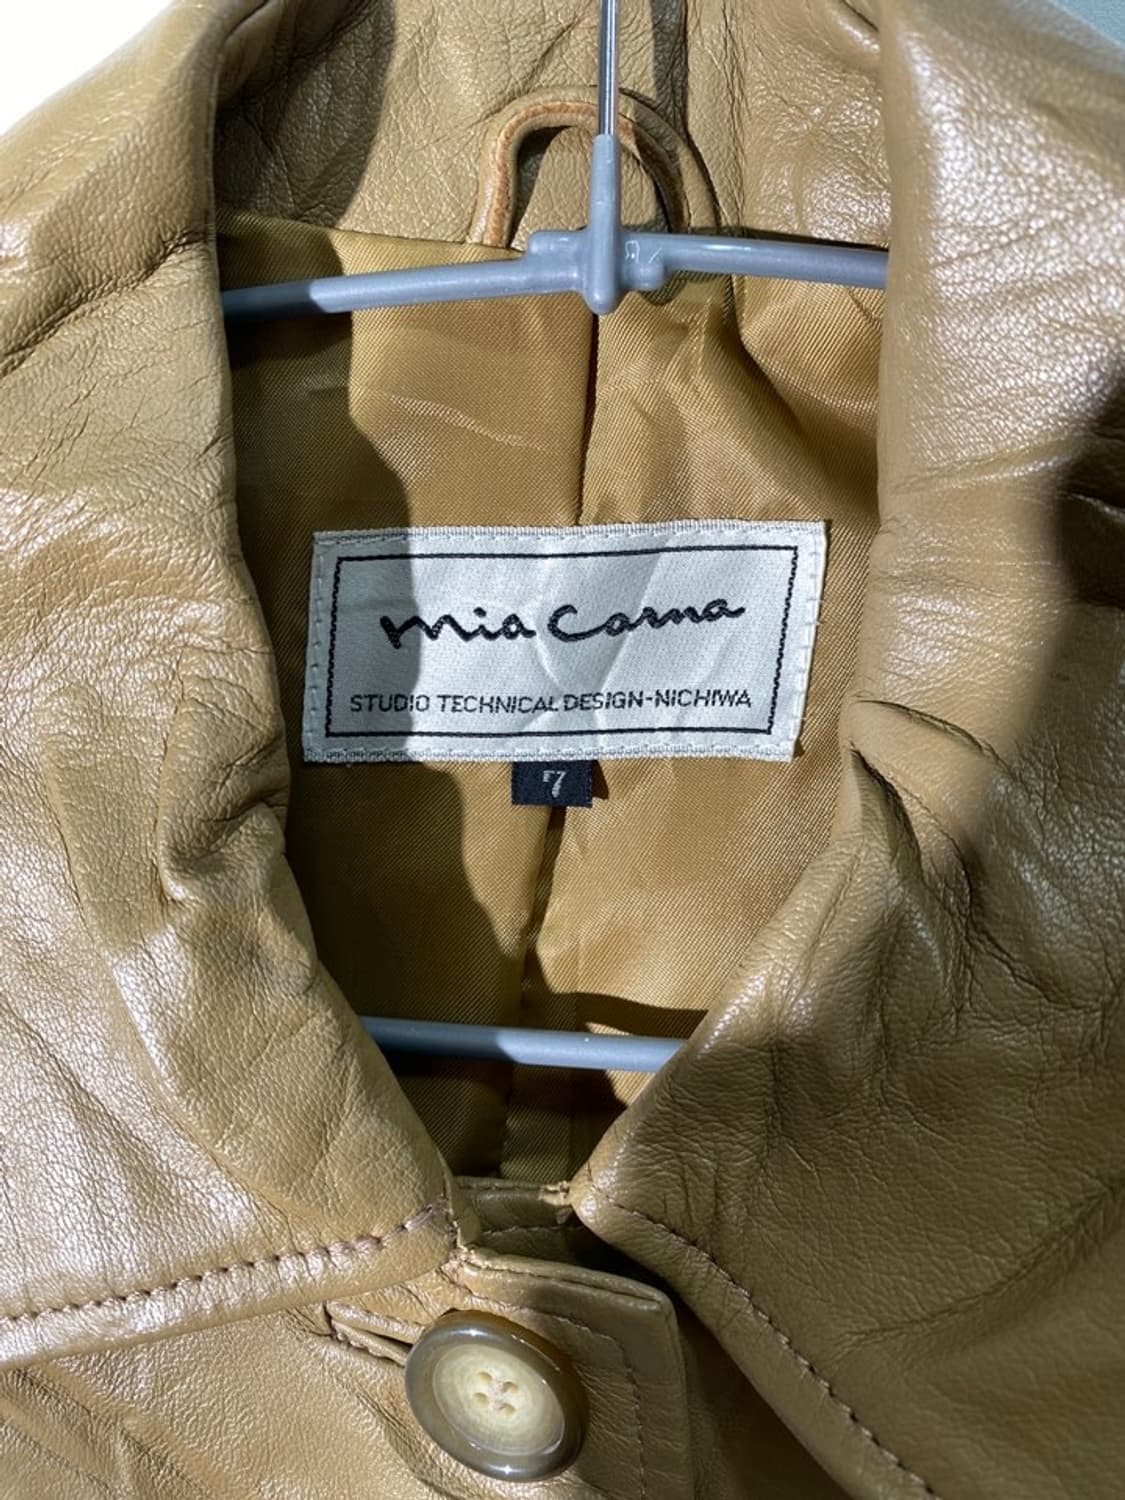 mia Carna
STUDIO TECHNICAL DESIGN-NICHIWA
7